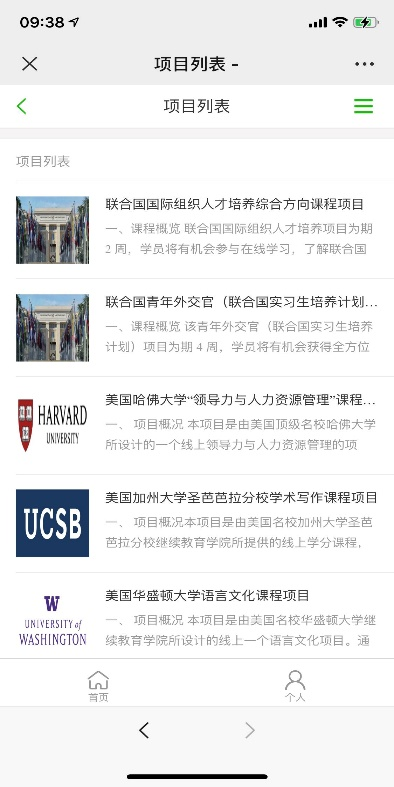 09:38
项目列表 -
项目列表
项目列表
联合国国际组织人才培养综合方向课程项目
一、课程概览 联合国国际组织人才培养项目为期
2 周，学员将有机会参与在线学习，了解联合国
联合国青年外交官（联合国实习生培养计划...
一、课程概览 该青年外交官（联合国实习生培养
计划）项目为期 4 周，学员将有机会获得全方位
美国哈佛大学“领导力与人力资源管理”课程...
一、 项目概况 本项目是由美国顶级名校哈佛大学
所设计的一个线上领导力与人力资源管理的项
HARVARD
UNIVERSITY
美国加州大学圣芭芭拉分校学术写作课程项目
一、 项目概况本项目是由美国名校加州大学圣芭
芭拉分校继续教育学院所提供的线上学分课程，
UCSB
美国华盛顿大学语言文化课程项目
一、 项目概况 本项目是由美国名校华盛顿大学继
续教育学院所设计的线上一个语言文化项目。通
W
UNIVERSITY of
WASHINGTON
首页
个人